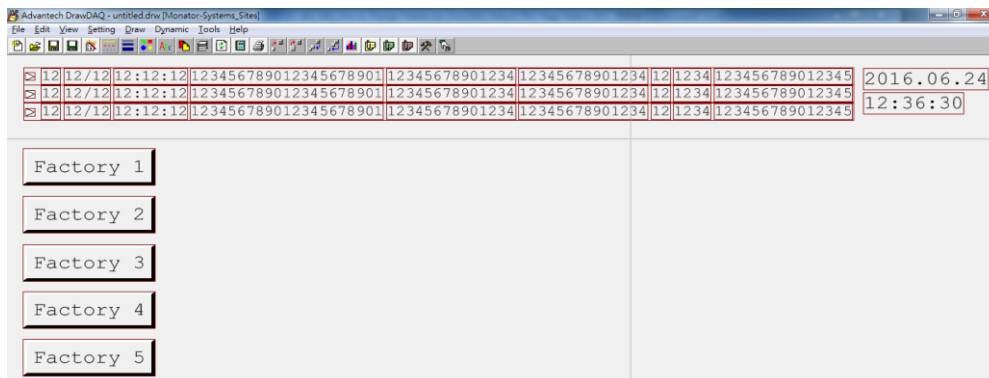 Advantech DrawDAQ - untitled.drw [Monator-Systems_Sites]
File Edit View Setting Draw Dynamic Tools Help
12 12/12 12:12:12 123456789012345678901 12345678901234 12345678901234 12 1234 123456789012345 2016.06.24
12 12/12 12:12:12 123456789012345678901 12345678901234 12345678901234 12 1234 123456789012345 12:36:30
12 12/12 12:12:12 123456789012345678901 12345678901234 12345678901234 12 1234 123456789012345
Factory 1
Factory 2
Factory 3
Factory 4
Factory 5